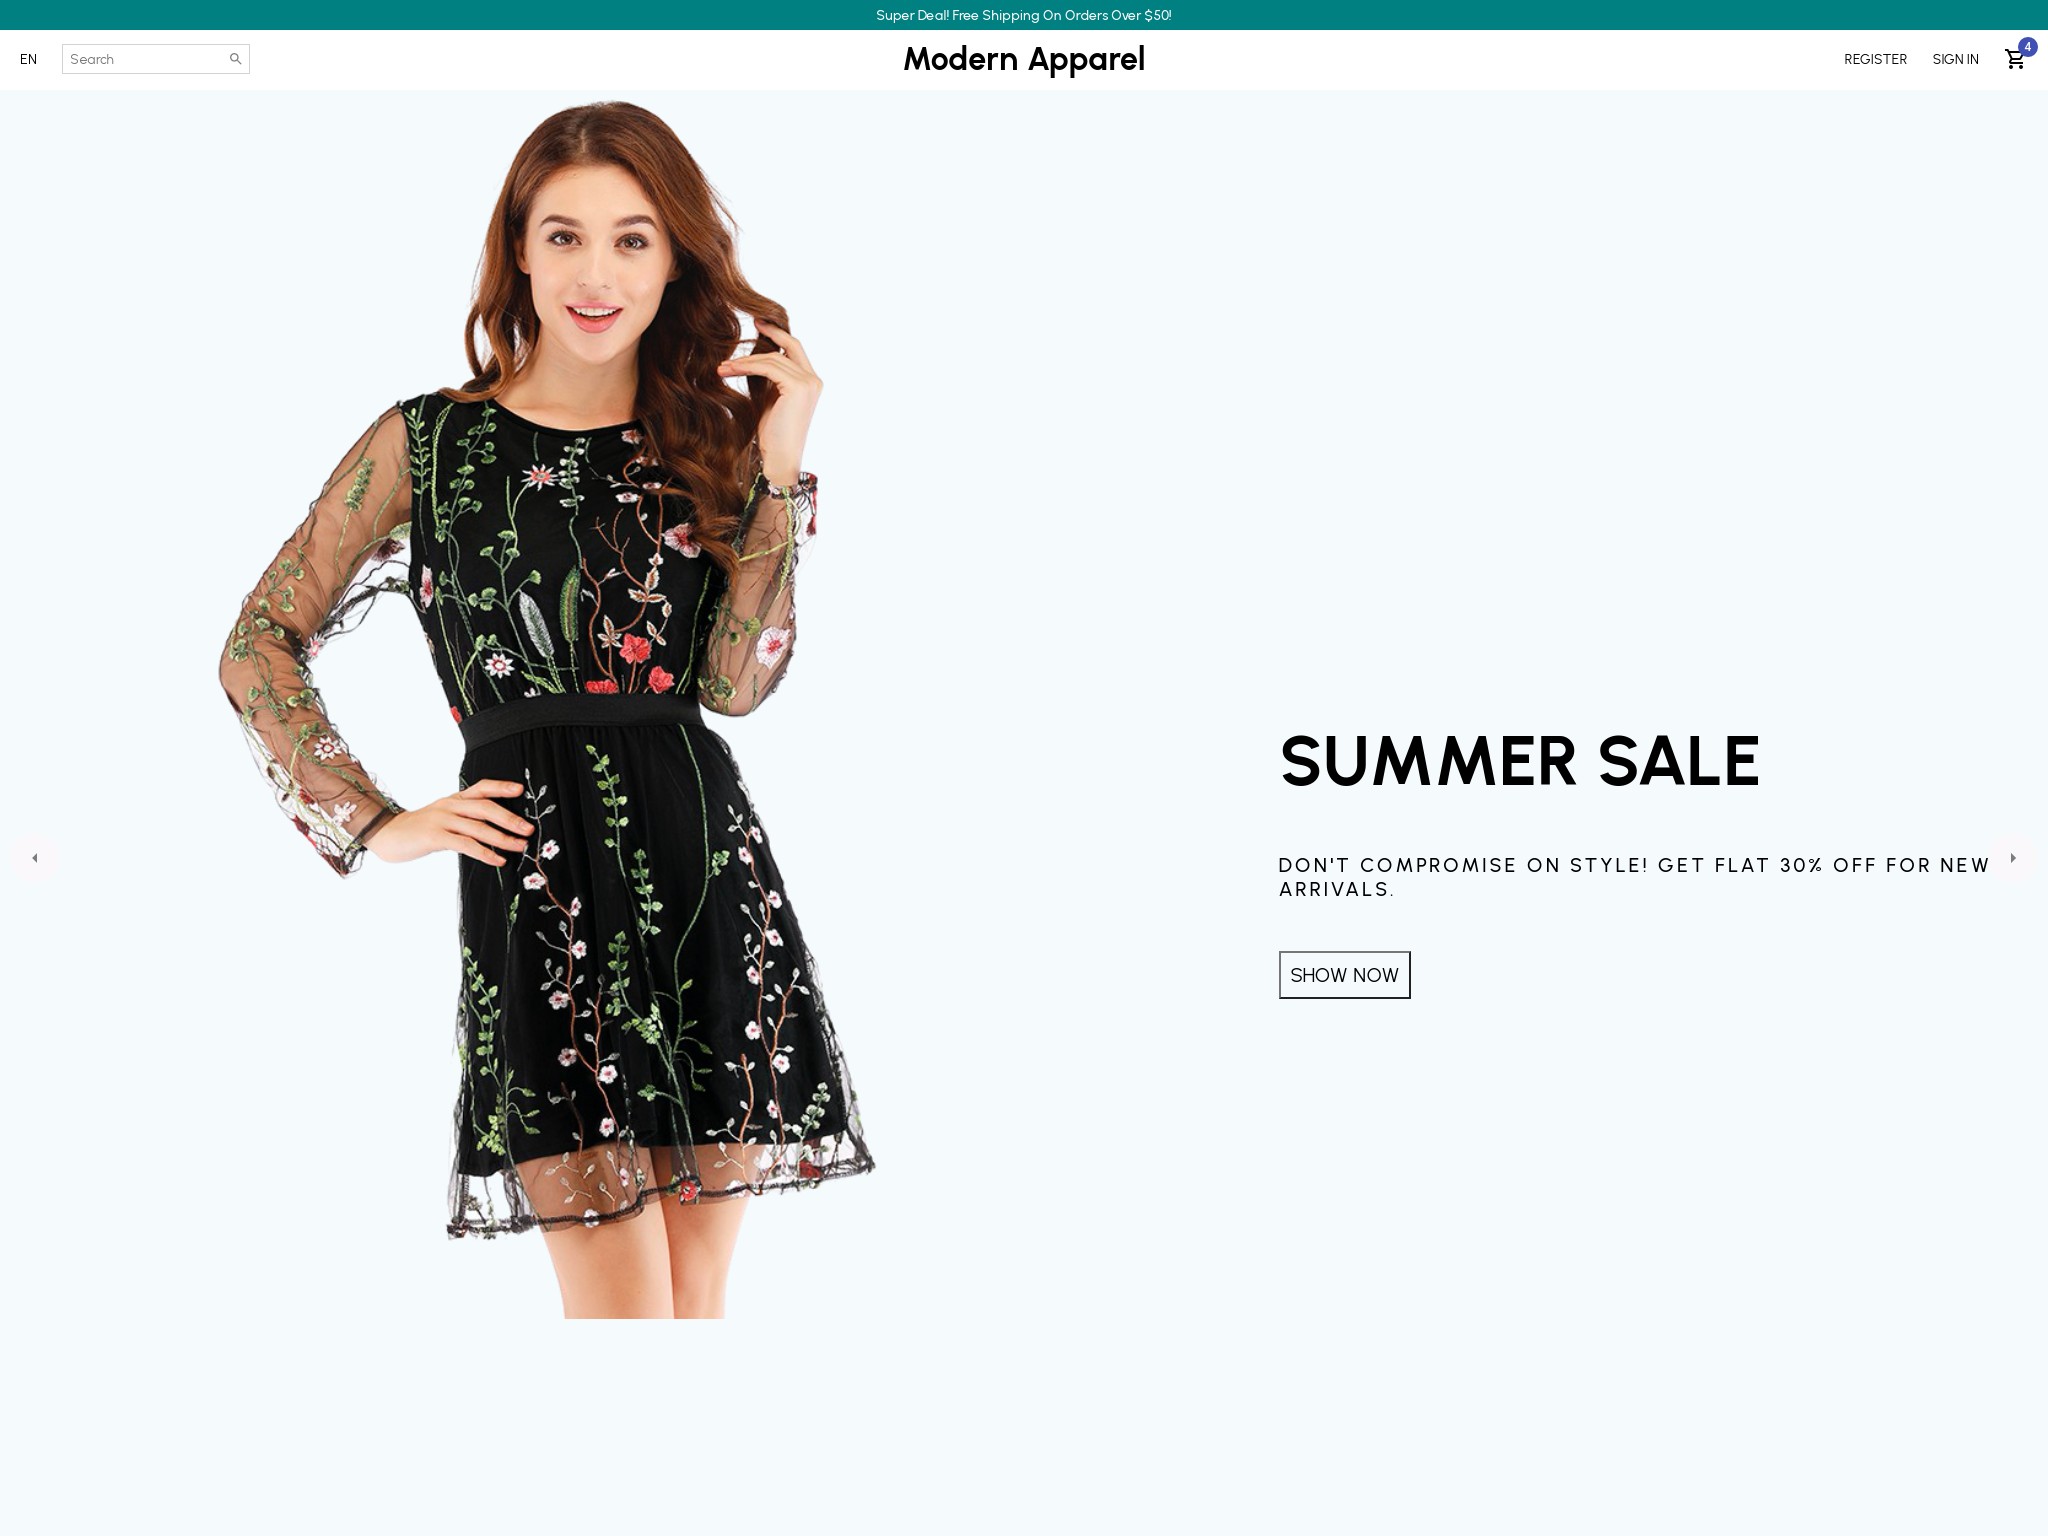 Super Deal! Free Shipping On Orders Over $50!
EN
Search
Modern Apparel
REGISTER
SIGN IN
4
SUMMER SALE
DON'T COMPROMISE ON STYLE! GET FLAT 30% OFF FOR NEW
ARRIVALS.
SHOW NOW